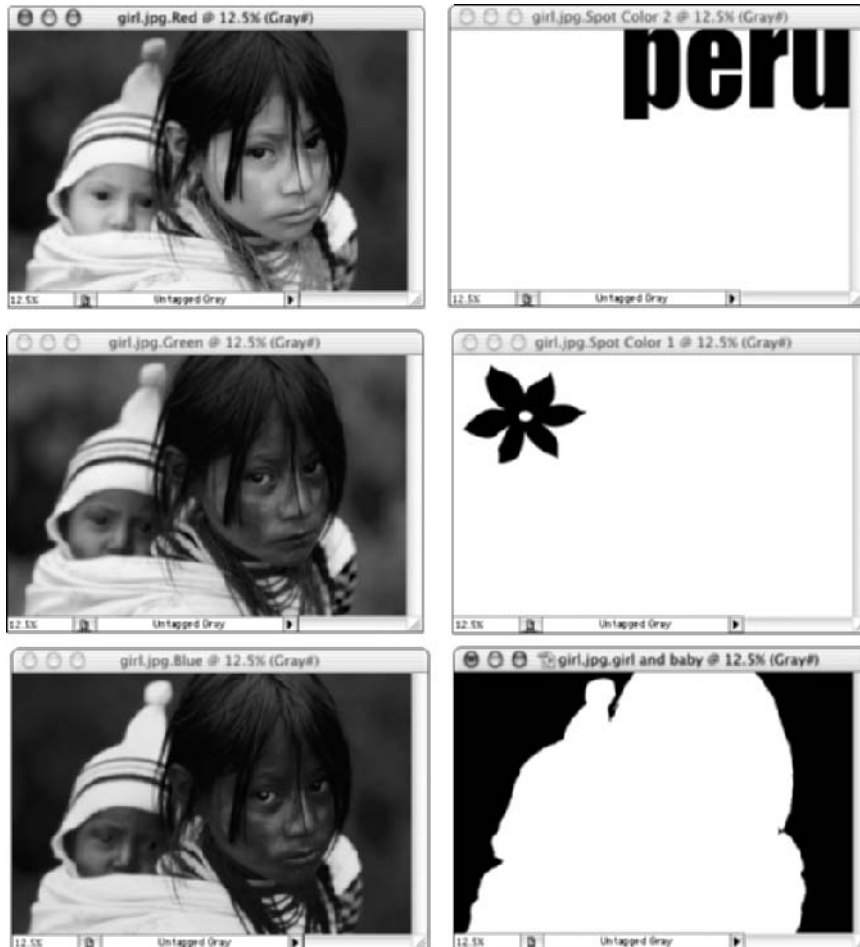 girl.jpg.Red @ 12.5% (Gray#)
12.5%
Untagged Gray
girl.jpg.Spot Color 2 @ 12.5% (Gray#)
peru
12.5%
Untagged Gray
girl.jpg.Green @ 12.5% (Gray#)
12.5%
Untagged Gray
girl.jpg.Spot Color 1 @ 12.5% (Gray#)
12.5%
Untagged Gray
girl.jpg.Blue @ 12.5% (Gray#)
12.5%
Untagged Gray
girl.jpg.girl and baby @ 12.5% (Gray#)
12.5%
Untagged Gray